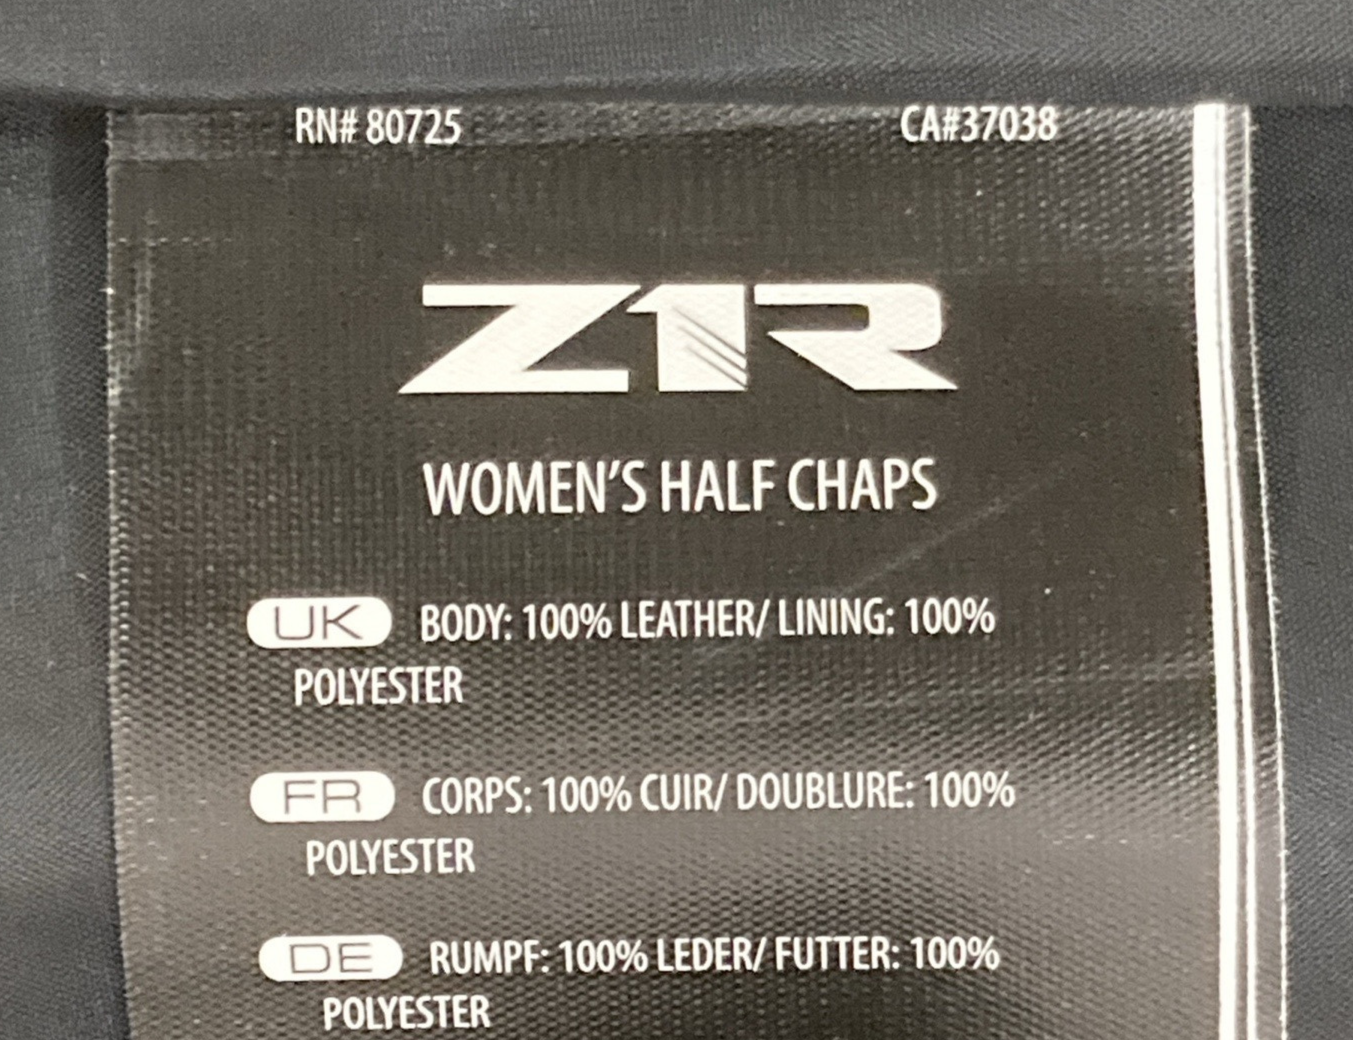 RN# 80725 CA#37038
Z1R
WOMEN'S HALF CHAPS
UK BODY: 100% LEATHER/ LINING: 100%
POLYESTER
FR CORPS: 100% CUIR/ DOUBLURE: 100%
POLYESTER
DE RUMPF: 100% LEDER/ FUTTER: 100%
POLYESTER